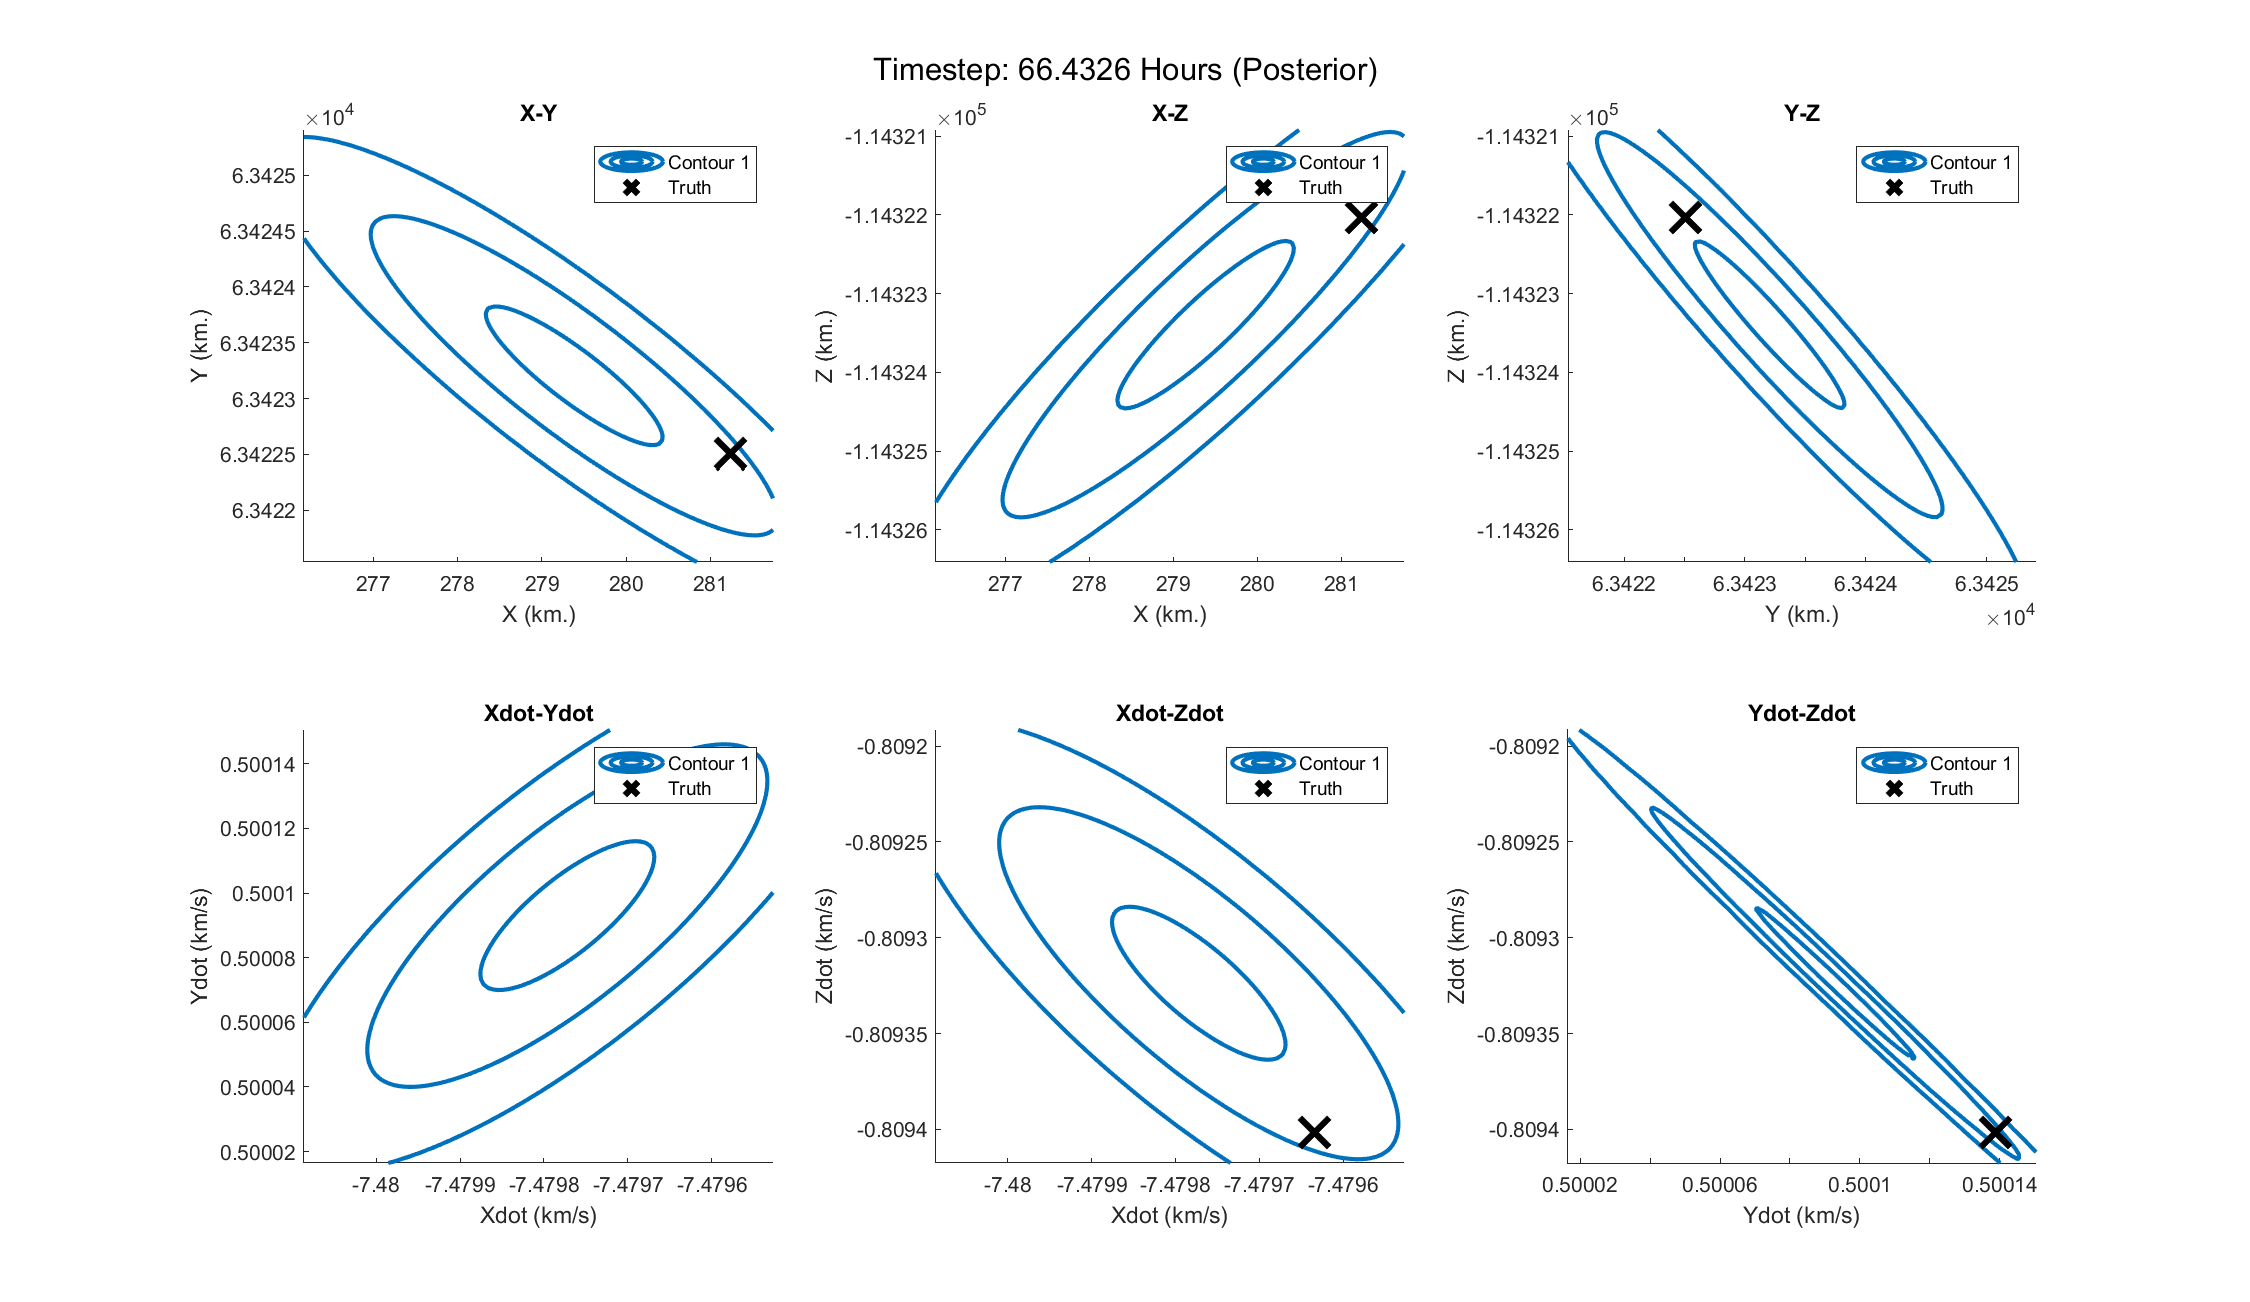 Timestep: 66.4326 Hours (Posterior)
X-Y
×10^4
6.3425
6.34245
6.3424
6.34235
6.3423
6.34225
6.3422
Y (km.)
277 278 279 280 281
X (km.)
Contour 1
Truth
X-Z
×10^5
-1.14321
-1.14322
-1.14323
-1.14324
-1.14325
-1.14326
Z (km.)
277 278 279 280 281
X (km.)
Contour 1
Truth
Y-Z
×10^5
-1.14321
-1.14322
-1.14323
-1.14324
-1.14325
-1.14326
Z (km.)
6.3422 6.3423 6.3424 6.3425
×10^4
Y (km.)
Contour 1
Truth
Xdot-Ydot
0.50014
0.50012
0.5001
0.50008
0.50006
0.50004
0.50002
Ydot (km/s)
-7.48 -7.4799 -7.4798 -7.4797 -7.4796
Xdot (km/s)
Contour 1
Truth
Xdot-Zdot
-0.8092
-0.80925
-0.8093
-0.80935
-0.8094
Zdot (km/s)
-7.48 -7.4799 -7.4798 -7.4797 -7.4796
Xdot (km/s)
Contour 1
Truth
Ydot-Zdot
-0.8092
-0.80925
-0.8093
-0.80935
-0.8094
Zdot (km/s)
0.50002 0.50006 0.5001 0.50014
Ydot (km/s)
Contour 1
Truth